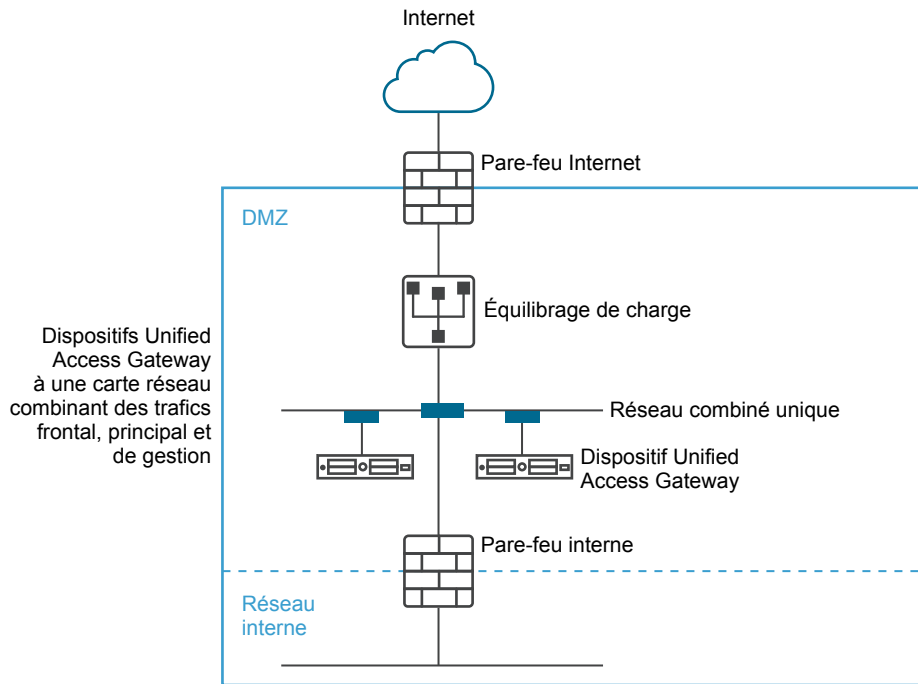 Internet
Pare-feu Internet
DMZ
Équilibrage de charge
Dispositifs Unified
Access Gateway
à une carte réseau
combinant des trafics
frontal, principal et
de gestion
Réseau combiné unique
Dispositif Unified
Access Gateway
Pare-feu interne
Réseau
interne